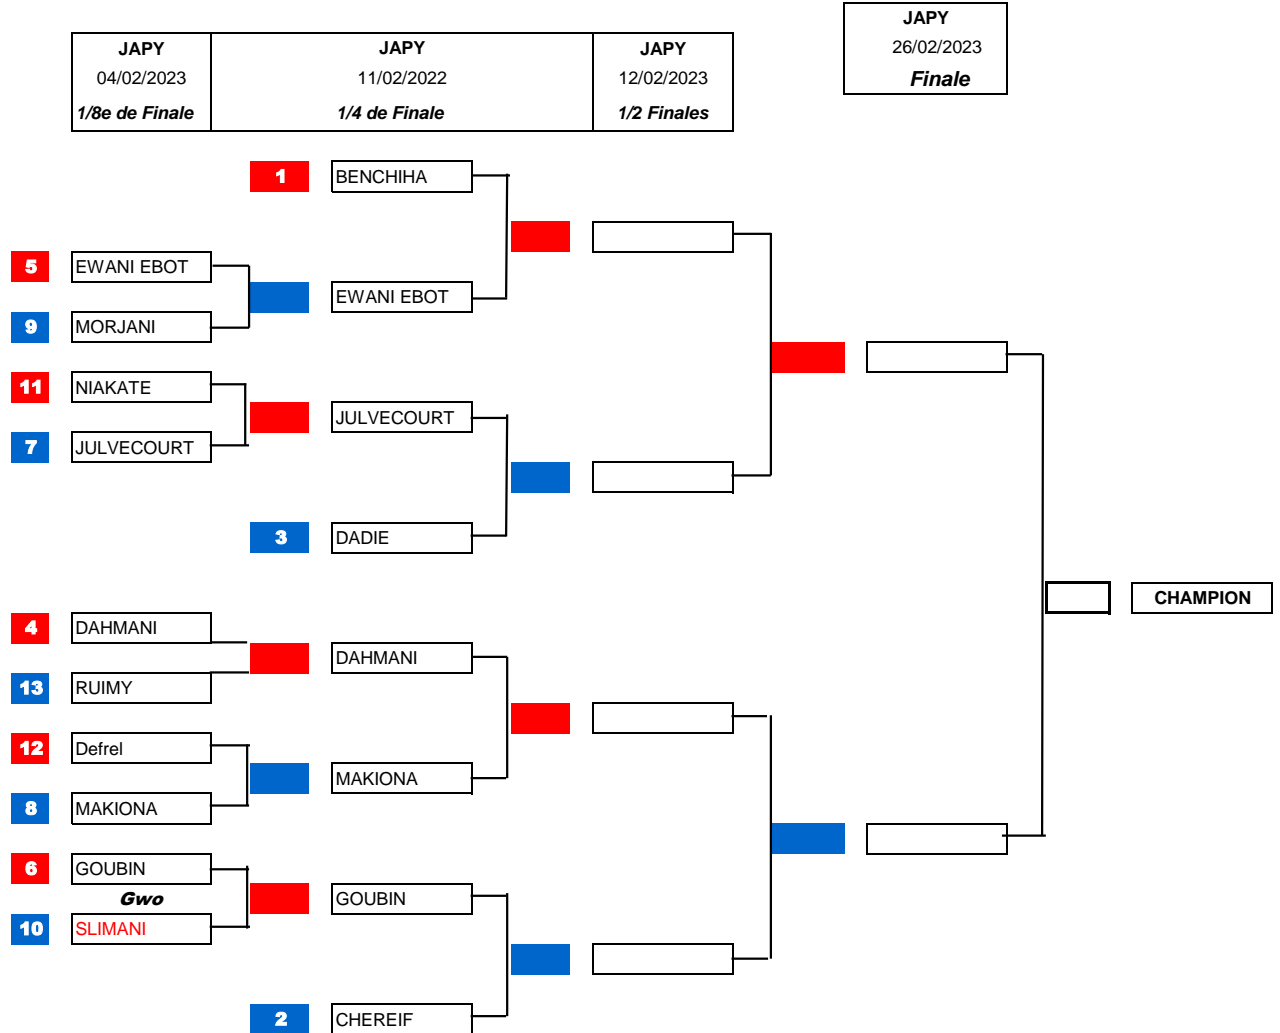 JAPY
26/02/2023
Finale
JAPY
04/02/2023
1/8e de Finale
JAPY
11/02/2022
1/4 de Finale
JAPY
12/02/2023
1/2 Finales
1 BENCHIHA
5 EWANI EBOT
EWANI EBOT
9 MORJANI
11 NIAKATE
JULVECOURT
7 JULVECOURT
3 DADIE
CHAMPION
4 DAHMANI
DAHMANI
13 RUIMY
12 Defrel
MAKIONA
8 MAKIONA
6 GOUBIN
Gwo
GOUBIN
10 SLIMANI
2 CHEREIF